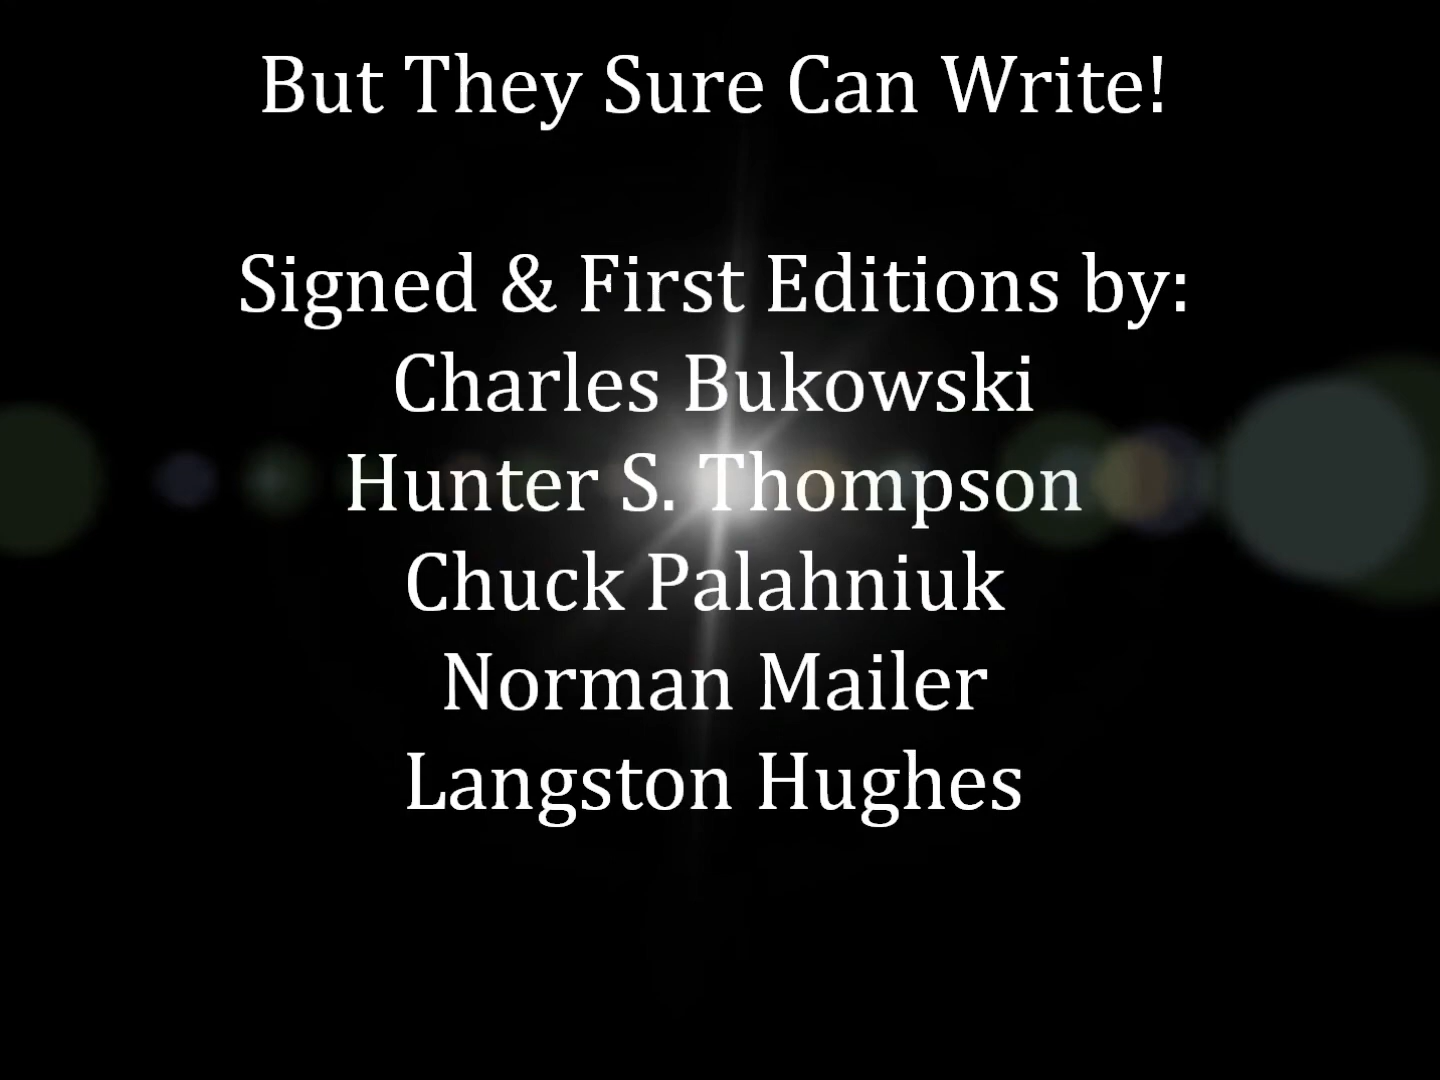 But They Sure Can Write!
Signed & First Editions by:
Charles Bukowski
Hunter S. Thompson
Chuck Palahniuk
Norman Mailer
Langston Hughes